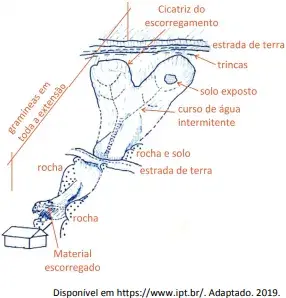 Cicatriz do
escorregamento
estrada de terra
trincas
gramíneas em
toda a extensão
solo exposto
curso de água
intermitente
rocha e solo
rocha
estrada de terra
rocha
Material
escorregado
Disponível em https://www.ipt.br/. Adaptado. 2019.